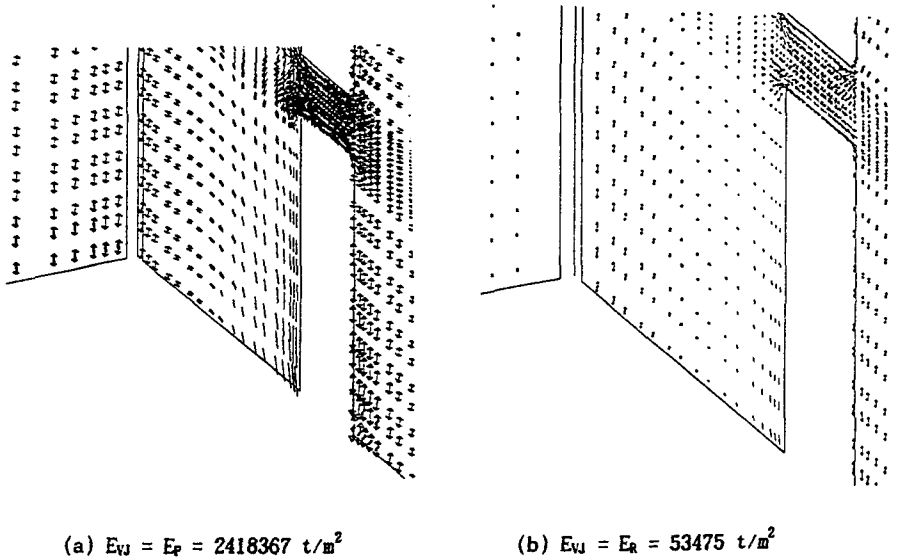 (a) E_VJ = E_P = 2418367 t/m²
(b) E_VJ = E_R = 53475 t/m²